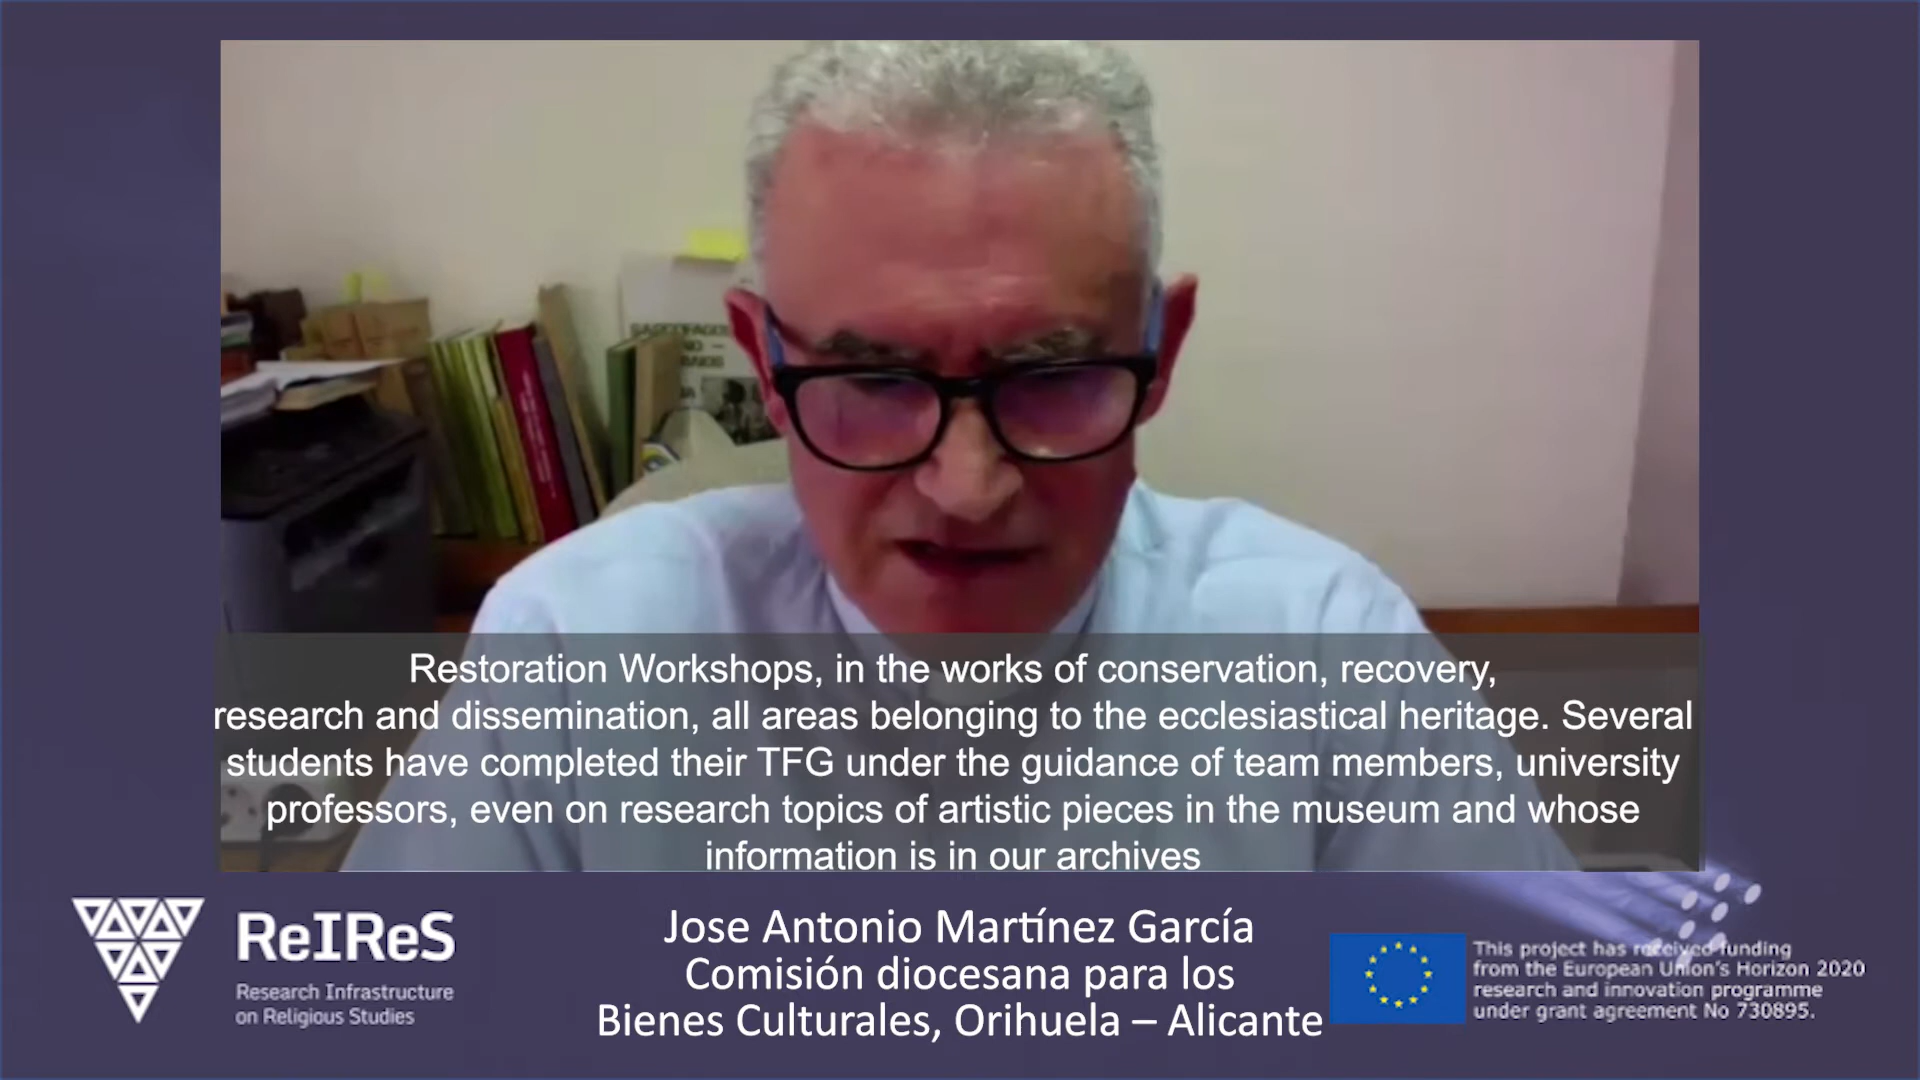 SARCOFAGOS
Restoration Workshops, in the works of conservation, recovery,
research and dissemination, all areas belonging to the ecclesiastical heritage. Several
students have completed their TFG under the guidance of team members, university
professors, even on research topics of artistic pieces in the museum and whose
information is in our archives
ReIReS
Research Infrastructure
on Religious Studies
Jose Antonio Martínez García
Comisión diocesana para los
Bienes Culturales, Orihuela – Alicante
This project has received funding
from the European Union's Horizon 2020
research and innovation programme
under grant agreement No 730895.